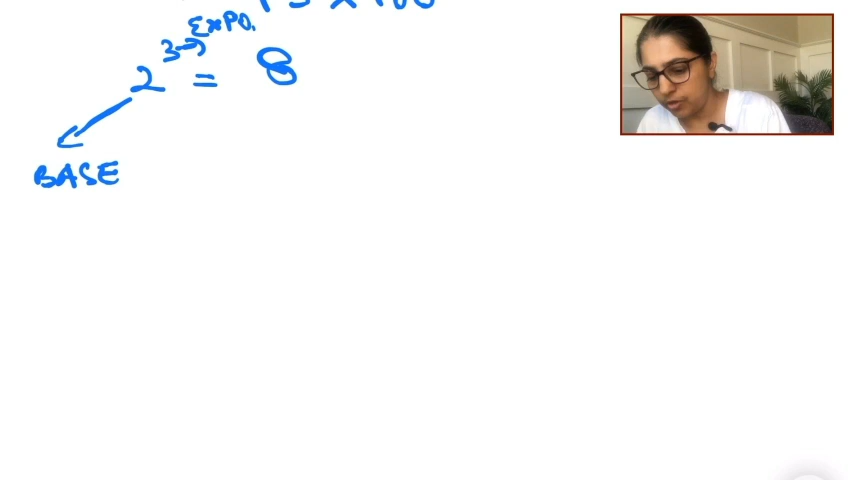 EXPO.
2³ = 8
BASE